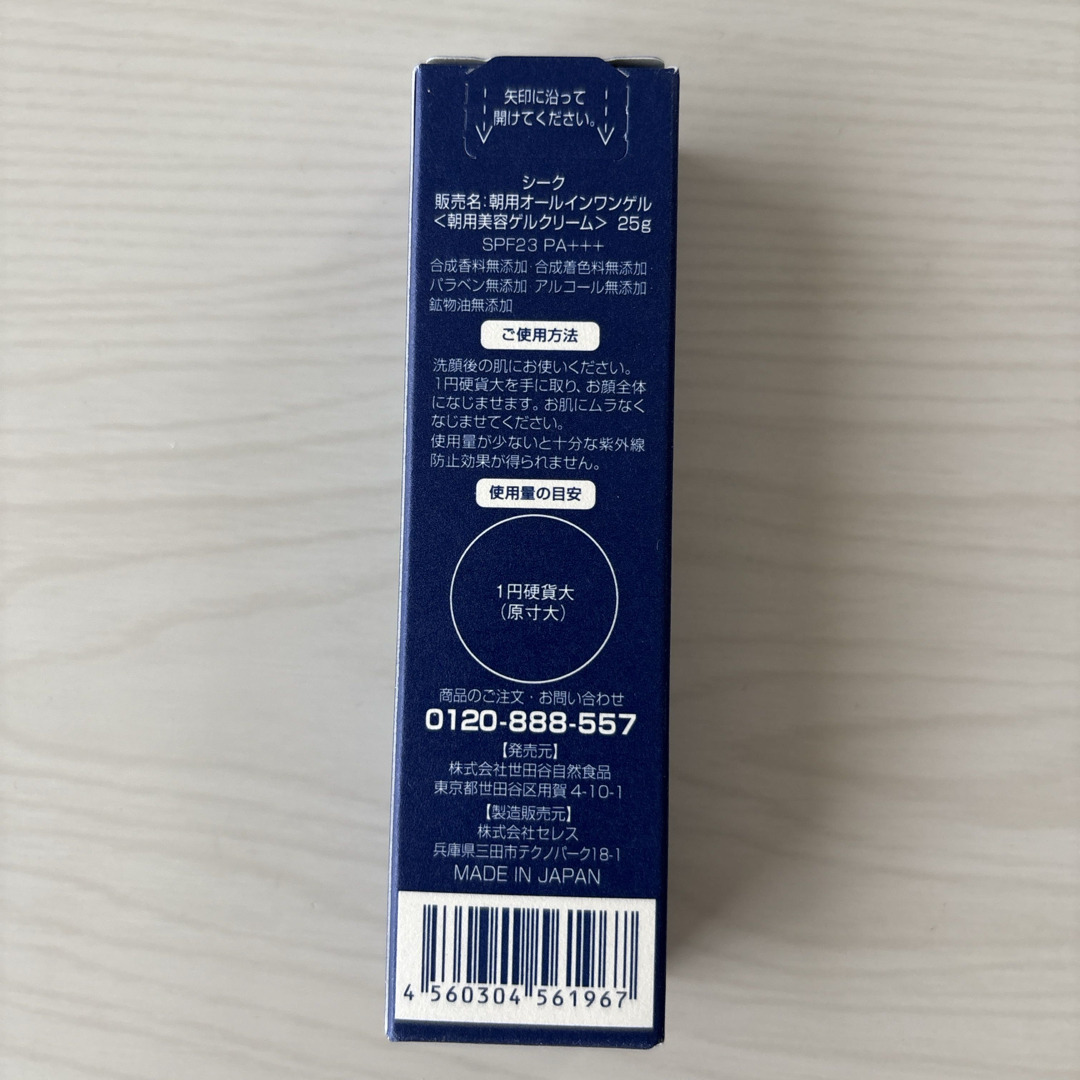 矢印に沿って
開けてください。
シーク
販売名:朝用オールインワンゲル
<朝用美容ゲルクリーム> 25g
SPF23 PA+++
合成香料無添加・合成着色料無添加・
パラベン無添加・アルコール無添加・
鉱物油無添加
ご使用方法
洗顔後の肌にお使いください。
1円硬貨大を手に取り、お顔全体
になじませます。お肌にムラなく
なじませてください。
使用量が少ないと十分な紫外線
防止効果が得られません。
使用量の目安
1円硬貨大
(原寸大)
商品のご注文・お問い合わせ
0120-888-557
【発売元】
株式会社世田谷自然食品
東京都世田谷区用賀 4-10-1
【製造販売元】
株式会社セレス
兵庫県三田市テクノパーク18-1
MADE IN JAPAN
4 560304 561967